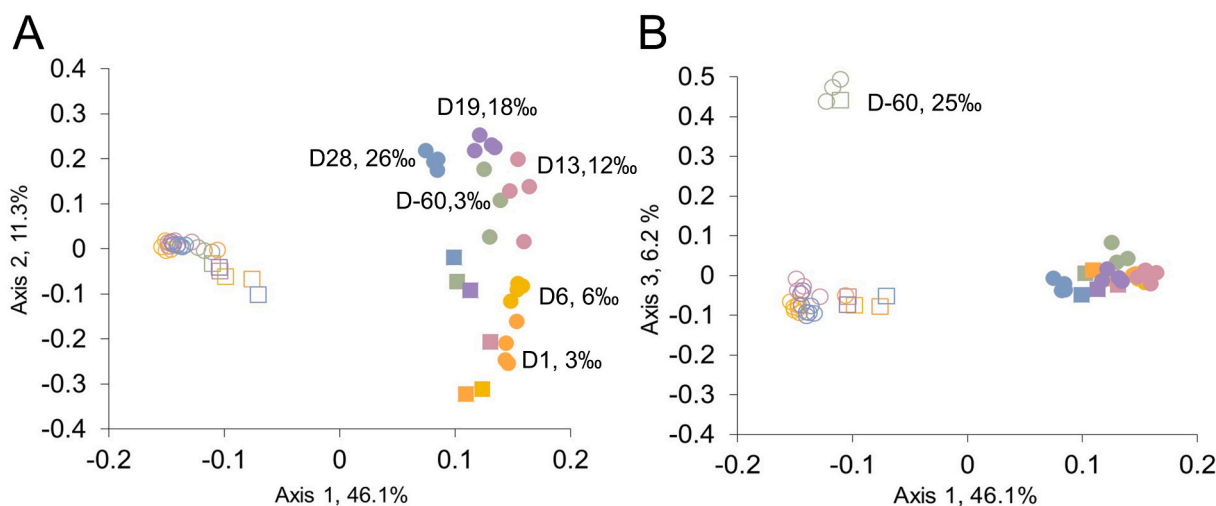 A
0.4
0.3
0.2
0.1
0
-0.1
-0.2
-0.3
-0.4
Axis 2, 11.3%
D19,18‰
D28, 26‰
D13,12‰
D-60,3‰
D6, 6‰
D1, 3‰
-0.2
-0.1
0
0.1
0.2
Axis 1, 46.1%
B
0.5
0.4
0.3
0.2
0.1
0
-0.1
-0.2
-0.3
-0.4
Axis 3, 6.2 %
D-60, 25‰
-0.2
-0.1
0
0.1
0.2
Axis 1, 46.1%